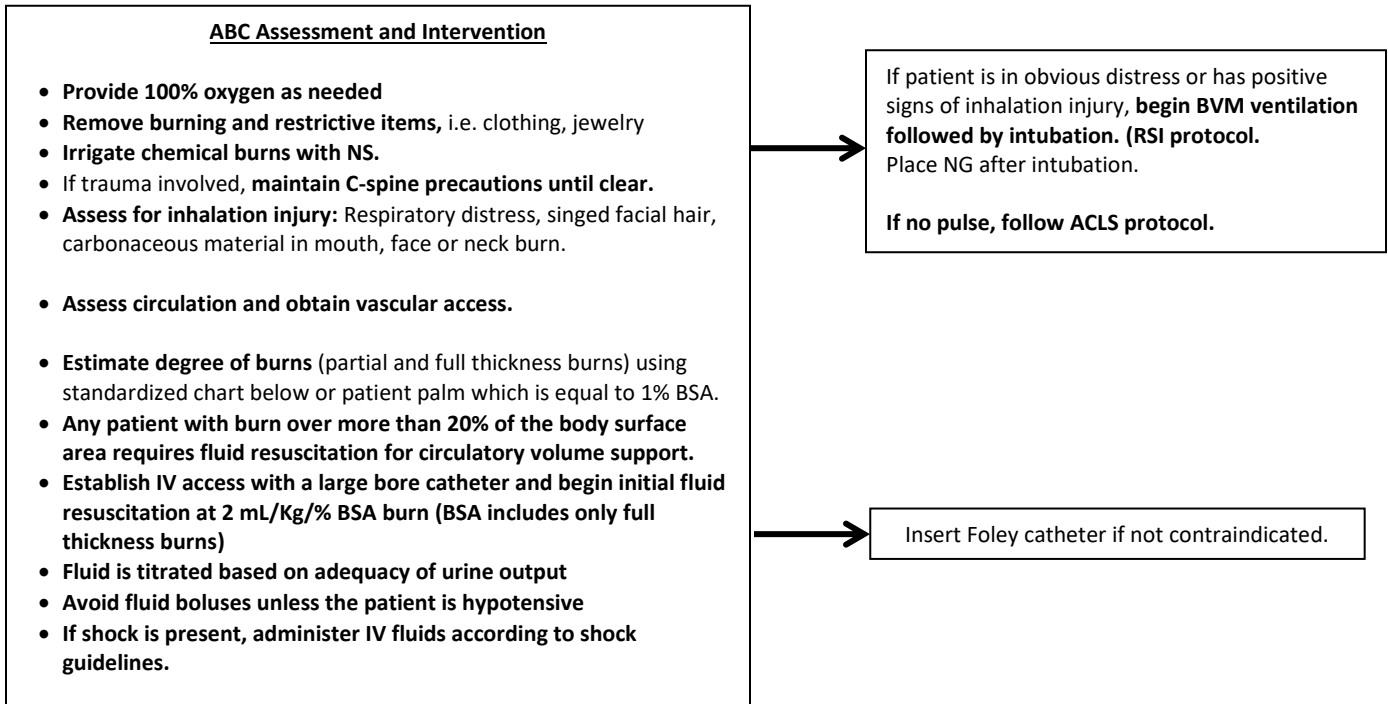 ABC Assessment and Intervention
• Provide 100% oxygen as needed
• Remove burning and restrictive items, i.e. clothing, jewelry
• Irrigate chemical burns with NS.
• If trauma involved, maintain C-spine precautions until clear.
• Assess for inhalation injury: Respiratory distress, singed facial hair,
carbonaceous material in mouth, face or neck burn.
• Assess circulation and obtain vascular access.
• Estimate degree of burns (partial and full thickness burns) using
standardized chart below or patient palm which is equal to 1% BSA.
• Any patient with burn over more than 20% of the body surface
area requires fluid resuscitation for circulatory volume support.
• Establish IV access with a large bore catheter and begin initial fluid
resuscitation at 2 mL/Kg/% BSA burn (BSA includes only full
thickness burns)
• Fluid is titrated based on adequacy of urine output
• Avoid fluid boluses unless the patient is hypotensive
• If shock is present, administer IV fluids according to shock
guidelines.
If patient is in obvious distress or has positive
signs of inhalation injury, begin BVM ventilation
followed by intubation. (RSI protocol.
Place NG after intubation.
If no pulse, follow ACLS protocol.
Insert Foley catheter if not contraindicated.